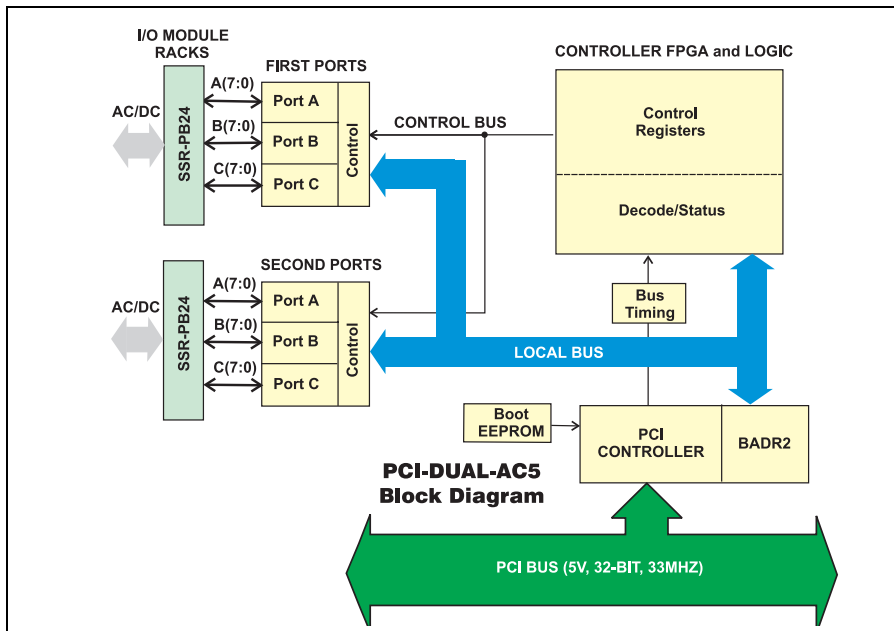 I/O MODULE
RACKS
AC/DC
SSR-PB24
A(7:0)
B(7:0)
C(7:0)
FIRST PORTS
Port A
Port B
Port C
Control
CONTROL BUS
CONTROLLER FPGA and LOGIC
Control
Registers
Decode/Status
AC/DC
SSR-PB24
A(7:0)
B(7:0)
C(7:0)
SECOND PORTS
Port A
Port B
Port C
Control
Bus
Timing
LOCAL BUS
Boot
EEPROM
PCI
CONTROLLER
BADR2
PCI-DUAL-AC5
Block Diagram
PCI BUS (5V, 32-BIT, 33MHZ)